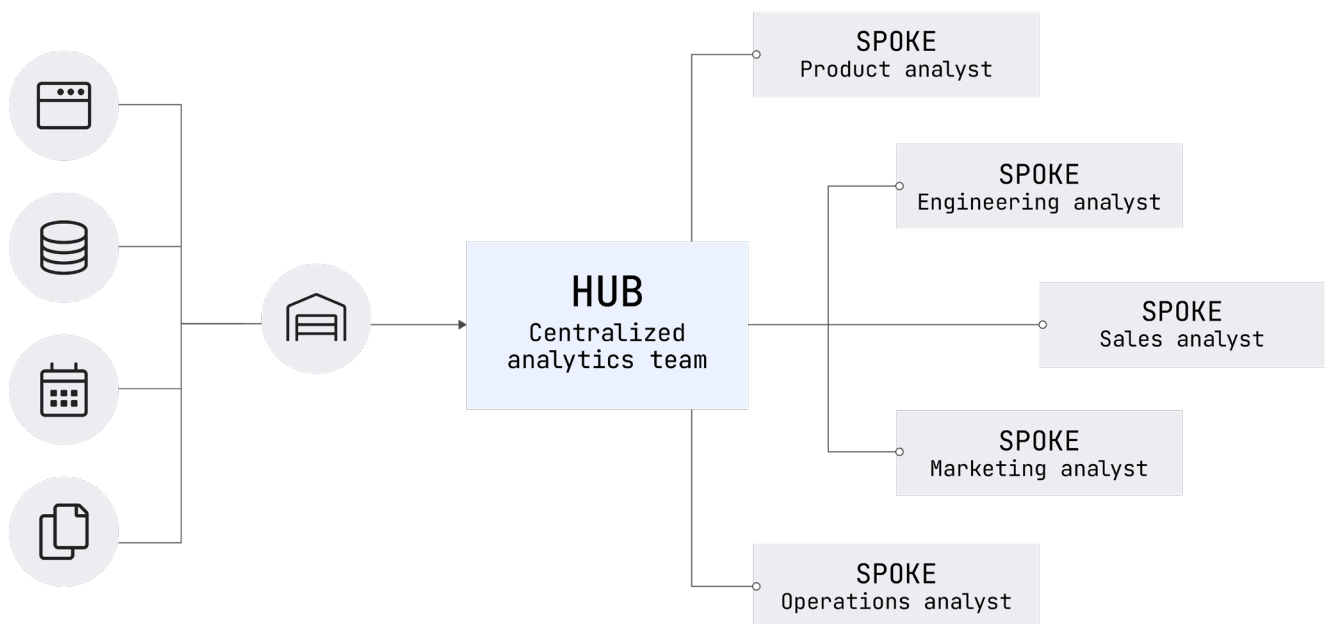 SPOKE
Product analyst
SPOKE
Engineering analyst
HUB
Centralized
analytics team
SPOKE
Sales analyst
SPOKE
Marketing analyst
SPOKE
Operations analyst